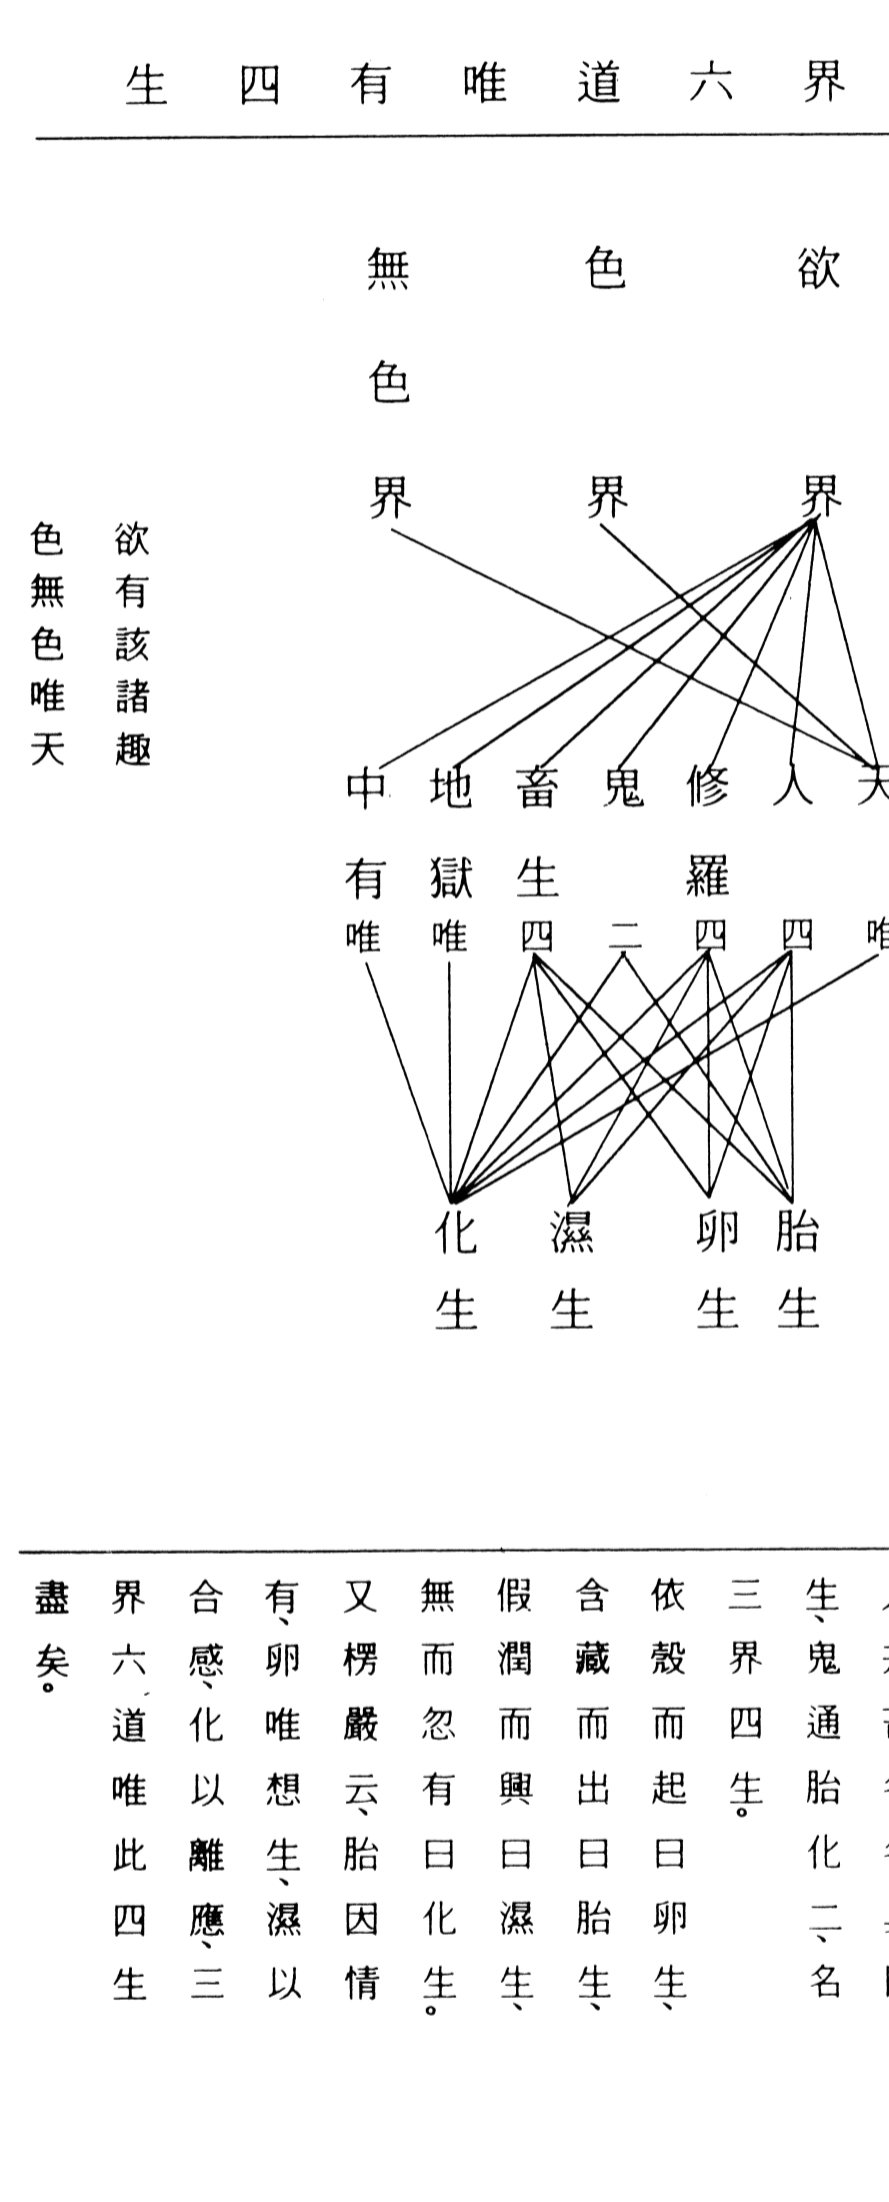 界六道唯有四生
欲界
色界
無色界
天
人
修羅
鬼
畜生
地獄
中有
唯
四
四
二
四
唯
唯
胎生
卵生
濕生
化生
欲有該諸趣
色無色唯天
生、鬼通胎化二、名
三界四生。
依殼而起曰卵生、
含藏而出曰胎生、
假潤而興曰濕生、
無而忽有曰化生。
又楞嚴云、胎因情
有、卵唯想生、濕以
合感、化以離應、三
界六道唯此四生
盡矣。